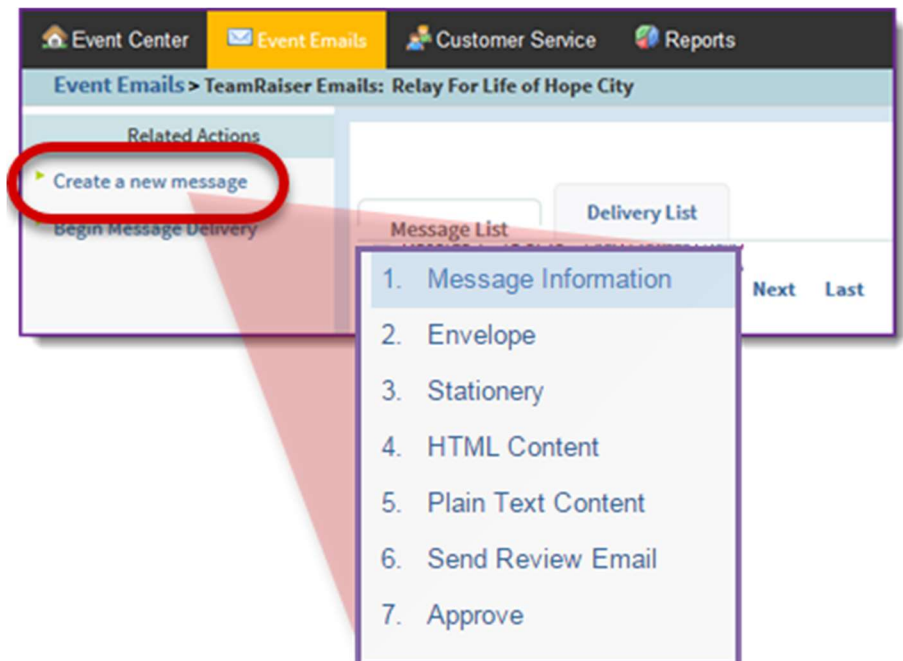 Event Center Event Emails Customer Service Reports
Event Emails > TeamRaiser Emails: Relay For Life of Hope City
Related Actions
Create a new message
Begin Message Delivery
Message List Delivery List
Next Last
1. Message Information
2. Envelope
3. Stationery
4. HTML Content
5. Plain Text Content
6. Send Review Email
7. Approve